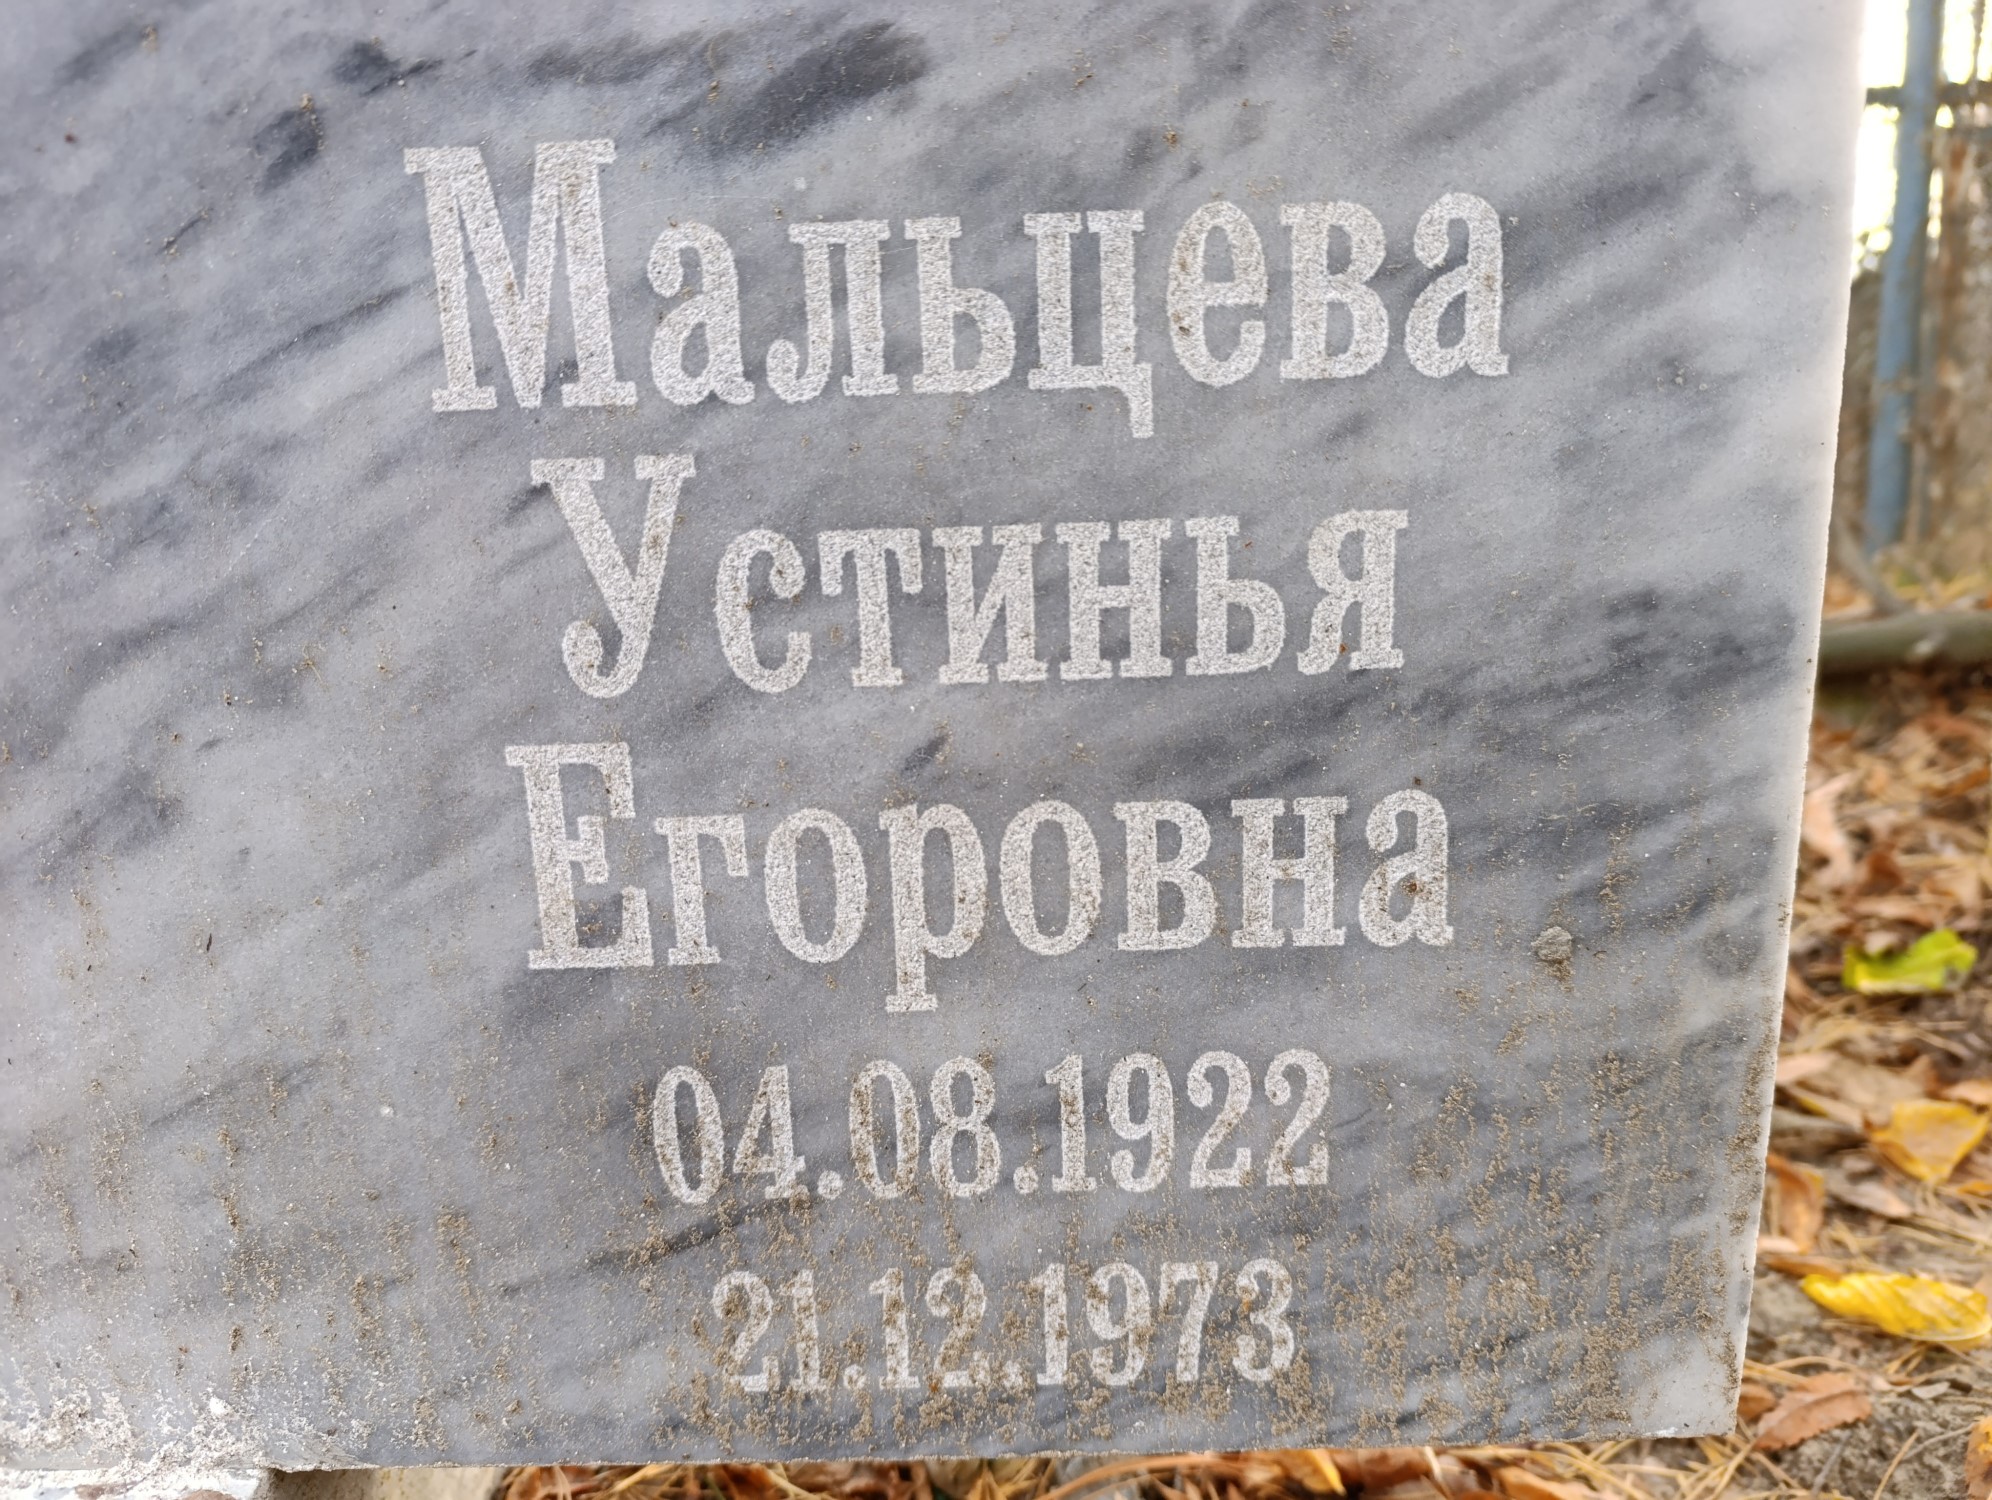 Мальцева
Устинья
Егоровна
04.08.1922
21.12.1973